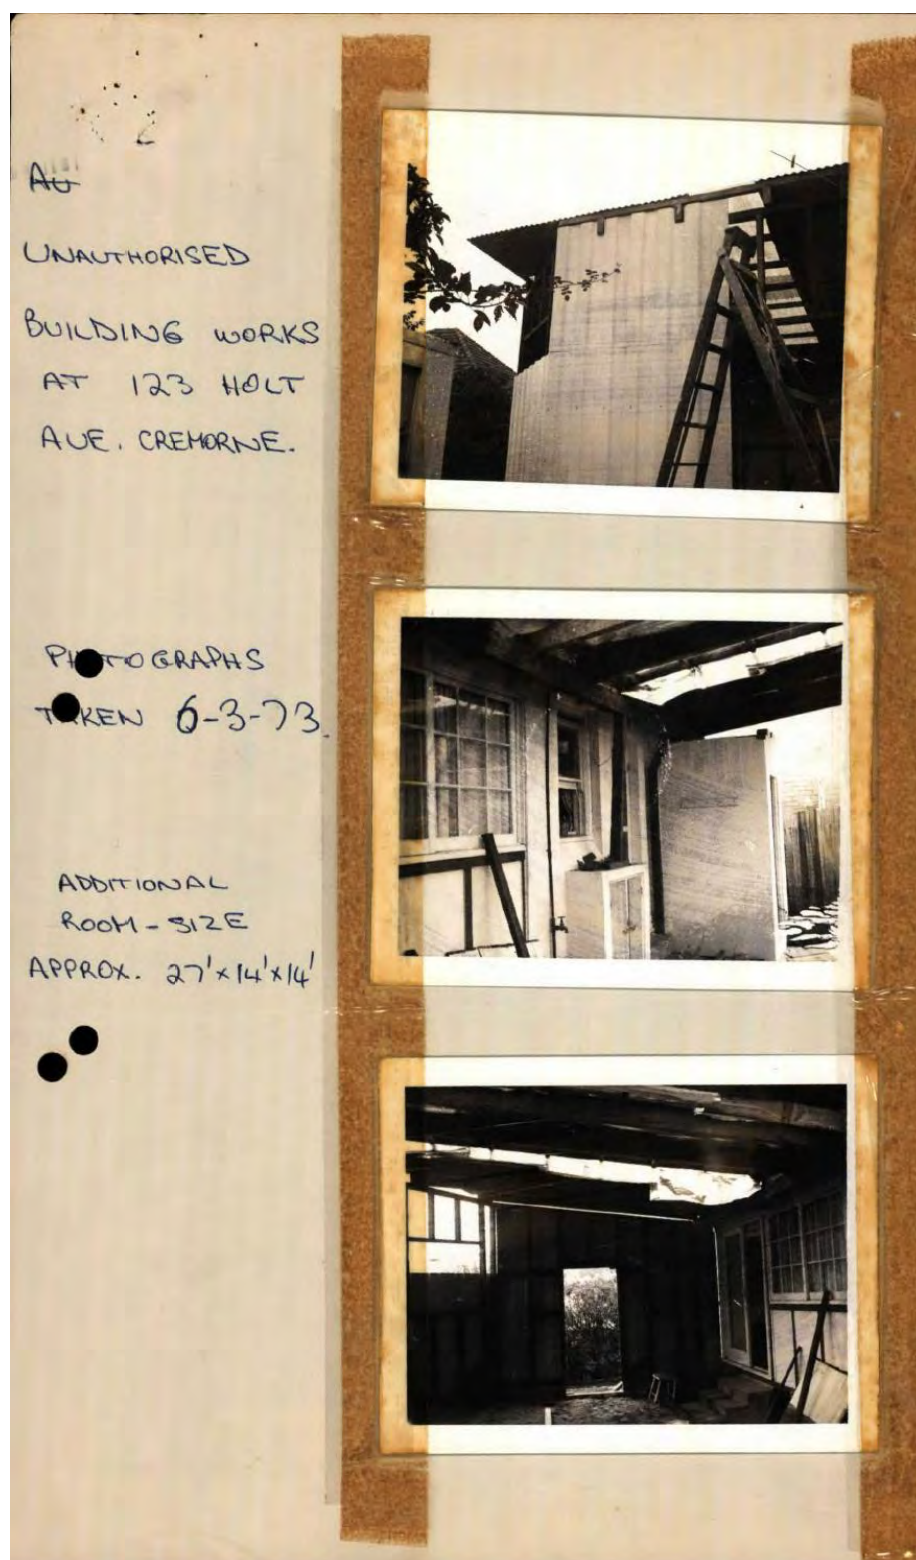 Au
UNAUTHORISED
BUILDING WORKS
AT 123 HOLT
AVE. CREMORNE.
PHOTOGRAPHS
TAKEN 6-3-73.
ADDITIONAL
ROOM - SIZE
APPROX. 27'x14'x14'